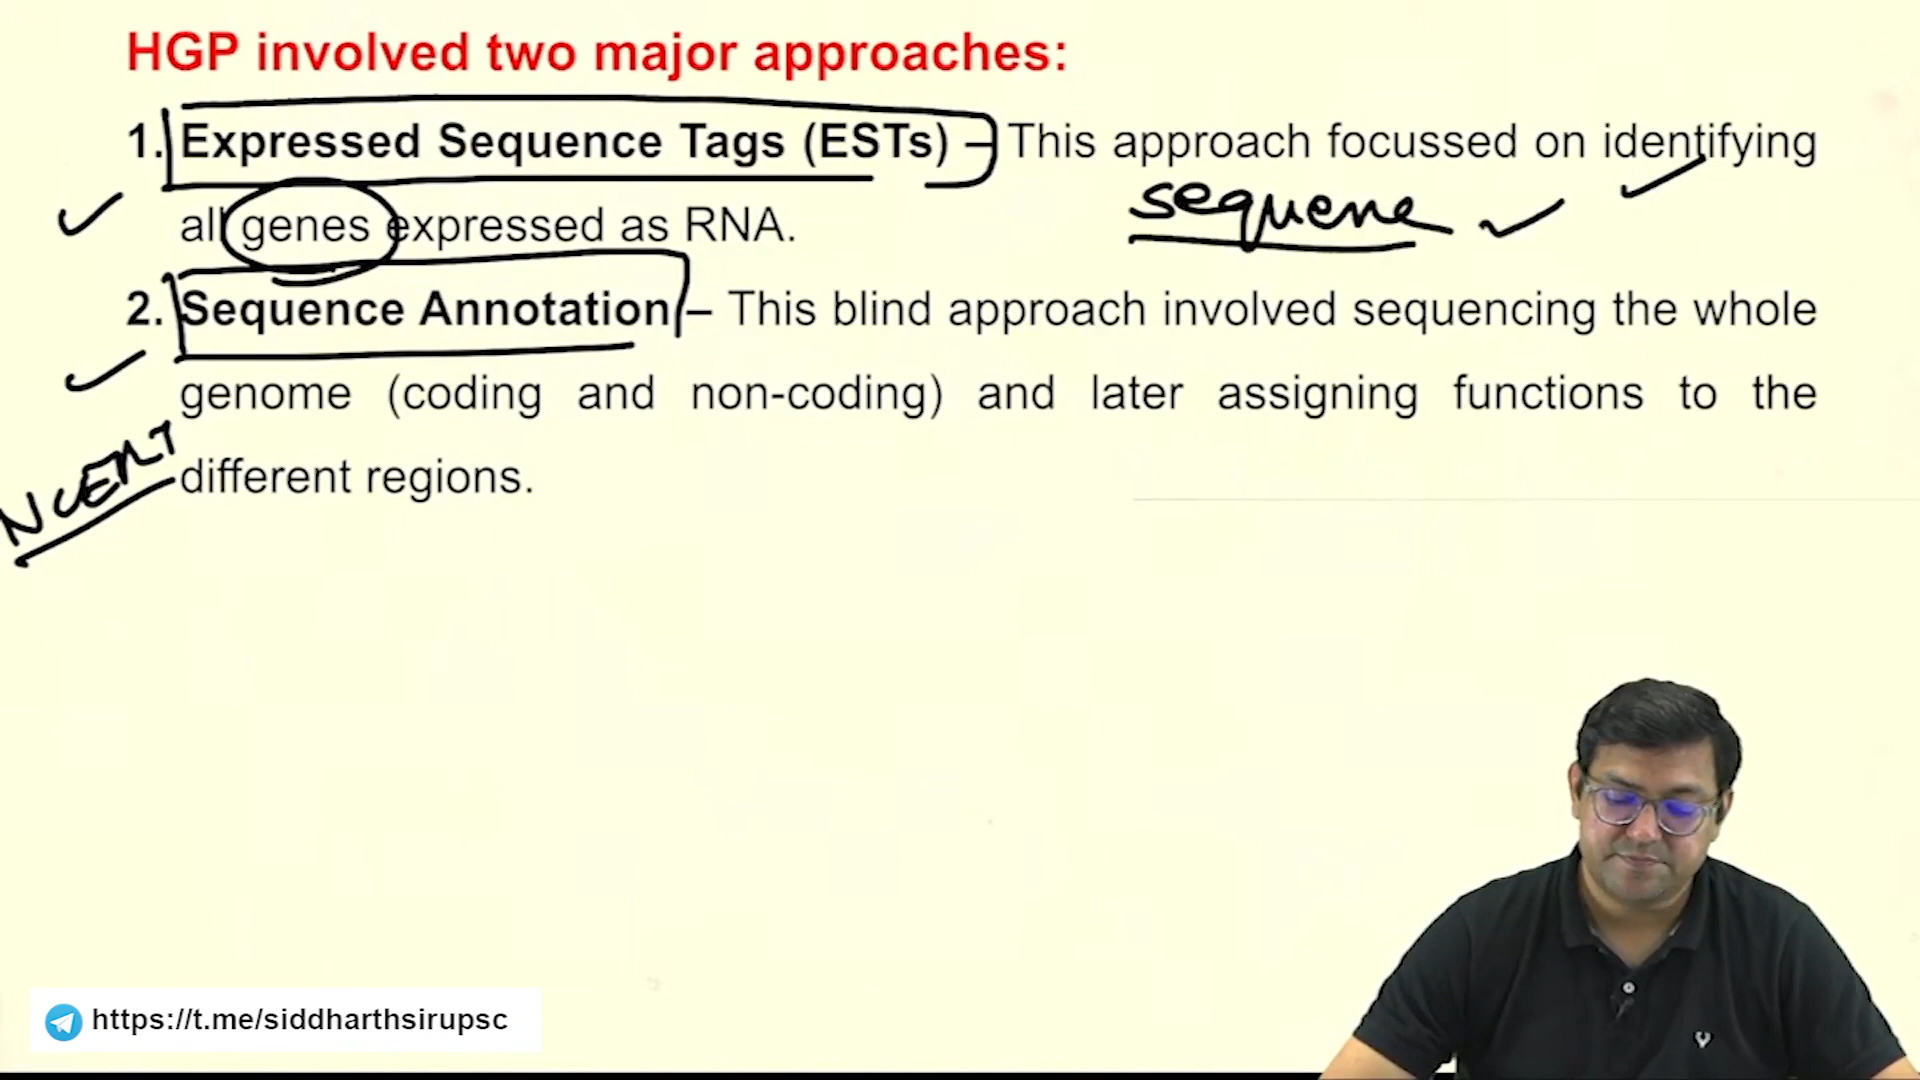 HGP involved two major approaches:
1. Expressed Sequence Tags (ESTs) – This approach focussed on identifying
sequence
all genes expressed as RNA.
2. Sequence Annotation – This blind approach involved sequencing the whole
genome (coding and non-coding) and later assigning functions to the
NCERT
different regions.
https://t.me/siddharthsirupsc